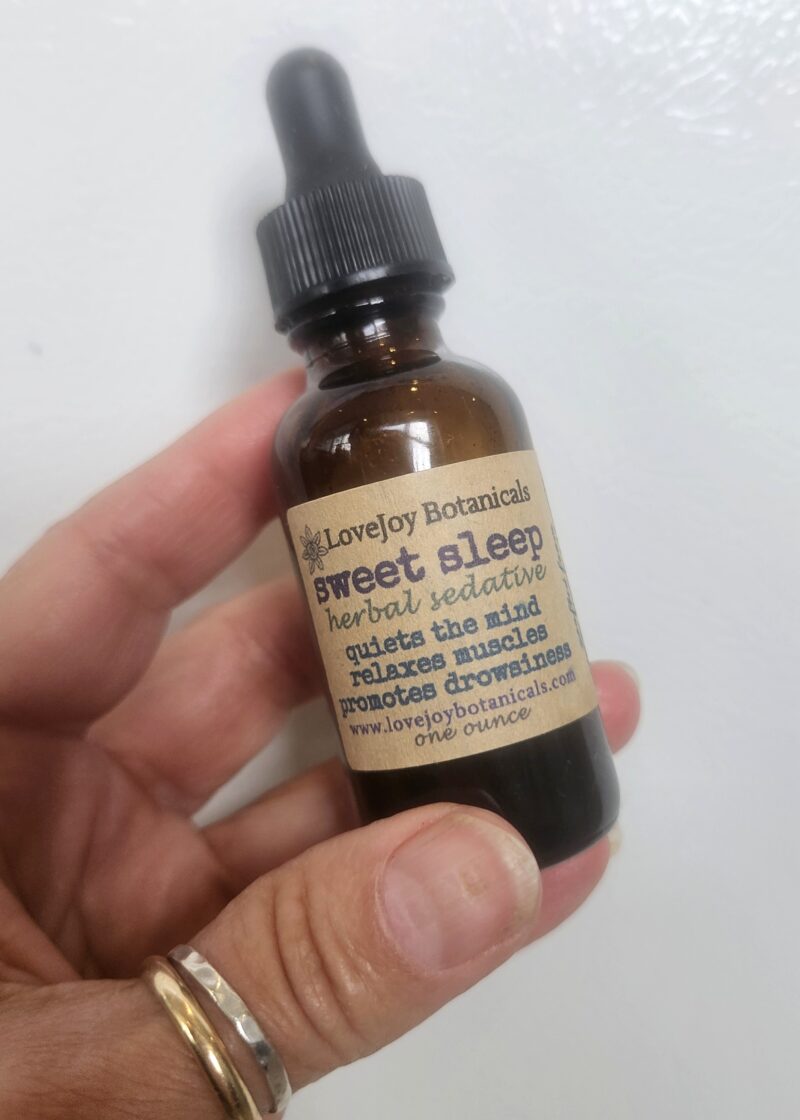 LoveJoy Botanicals
sweet sleep
herbal sedative
quiets the mind
relaxes muscles
promotes drowsiness
www.lovejoybotanicals.com
one ounce